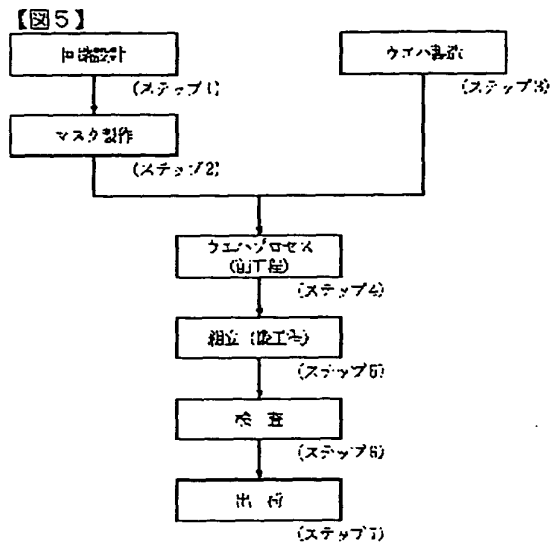 【図5】
回路設計
(ステップ1)
ウエハ製造
(ステップ3)
マスク製作
(ステップ2)
ウエハプロセス
(前工程)
(ステップ4)
組立(後工程)
(ステップ5)
検 査
(ステップ6)
出 荷
(ステップ7)